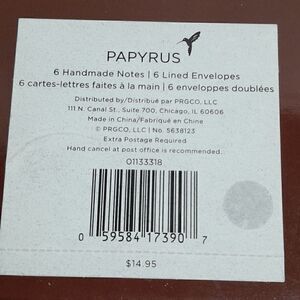 PAPYRUS
6 Handmade Notes | 6 Lined Envelopes
6 cartes-lettres faites à la main | 6 enveloppes doublées
Distributed by/Distribué par PRGCO, LLC
111 N. Canal St., Suite 700, Chicago, IL 60606
Made in China/Fabriqué en Chine
© PRGCO, LLC | No. 5638123
Extra Postage Required
Hand cancel at post office is recommended.
01133318
0 59584 17390 7
$14.95